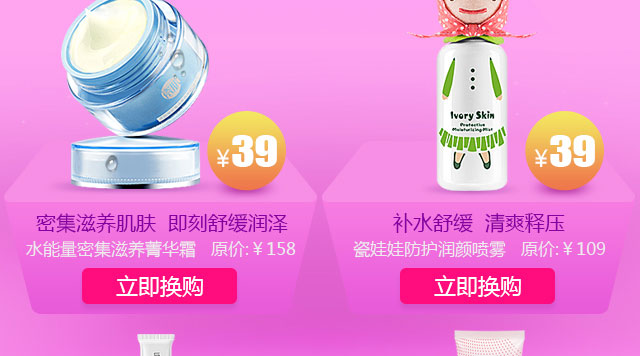 ¥39
密集滋养肌肤 即刻舒缓润泽
水能量密集滋养菁华霜 原价:¥158
立即换购
Ivory Skin
Protective
Moisturizing Mist
¥39
补水舒缓 清爽释压
瓷娃娃防护润颜喷雾 原价:¥109
立即换购